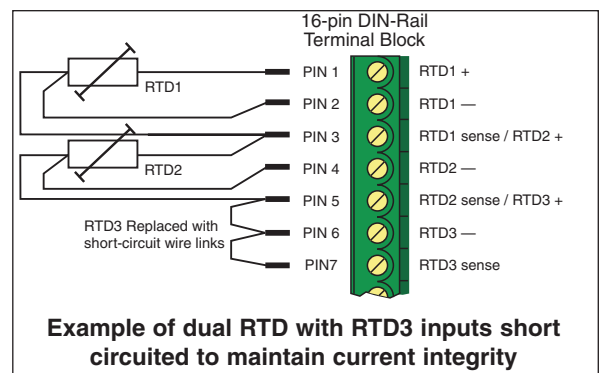 16-pin DIN-Rail
Terminal Block
PIN 1 RTD1 +
RTD1
PIN 2 RTD1 —
PIN 3 RTD1 sense / RTD2 +
RTD2
PIN 4 RTD2 —
PIN 5 RTD2 sense / RTD3 +
RTD3 Replaced with
short-circuit wire links
PIN 6 RTD3 —
PIN7 RTD3 sense
Example of dual RTD with RTD3 inputs short
circuited to maintain current integrity